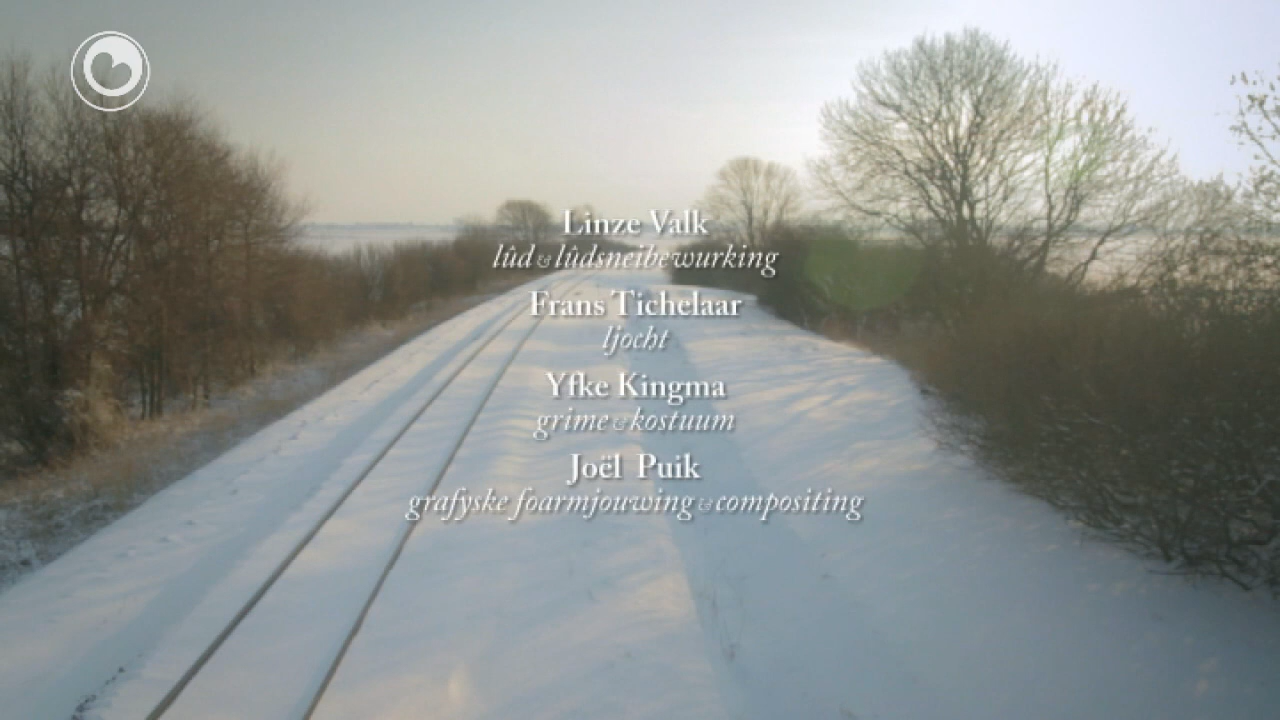 Linze Valk
lûd & lûdsneibewurking
Frans Tichelaar
ljocht
Yfke Kingma
grime & kostuum
Joël Puik
grafyske foarmjouwing & compositing